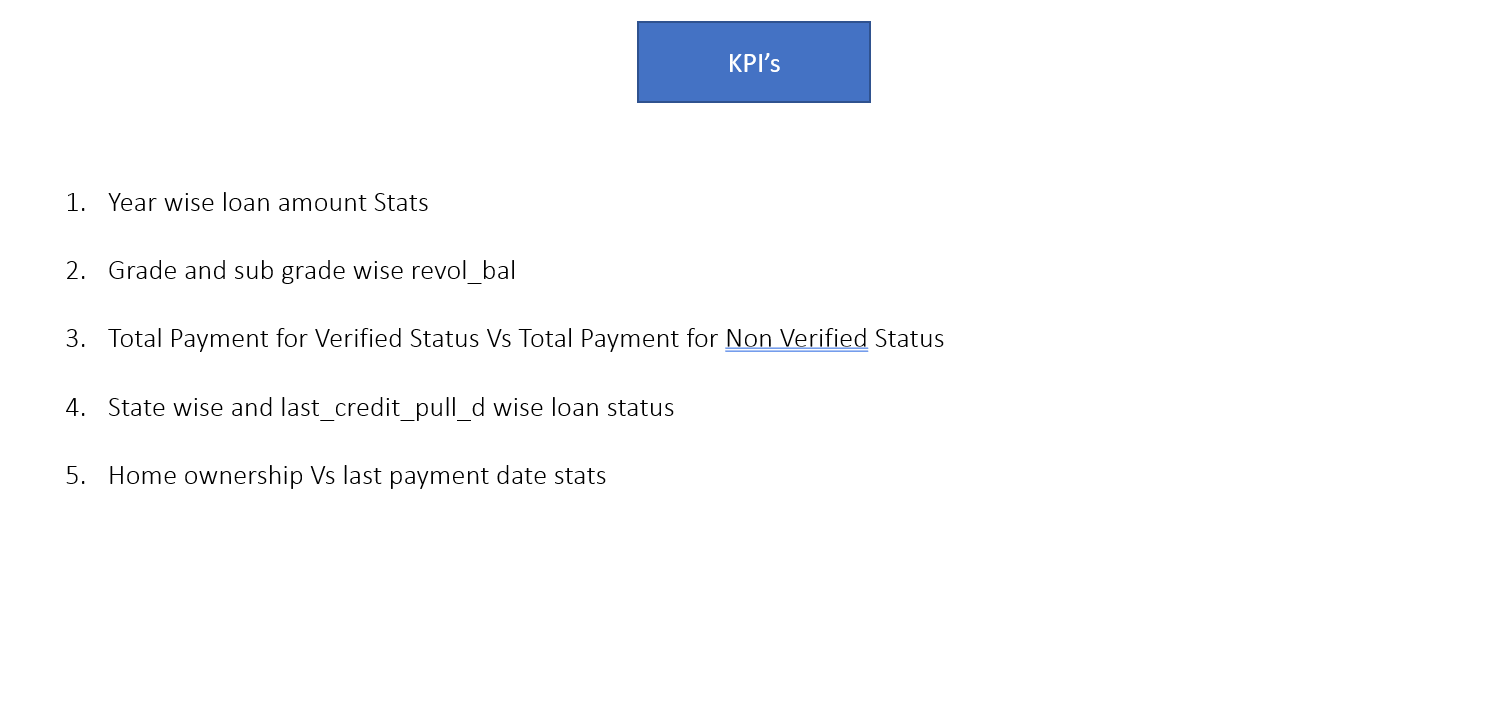 KPI’s
1. Year wise loan amount Stats
2. Grade and sub grade wise revol_bal
3. Total Payment for Verified Status Vs Total Payment for Non Verified Status
4. State wise and last_credit_pull_d wise loan status
5. Home ownership Vs last payment date stats